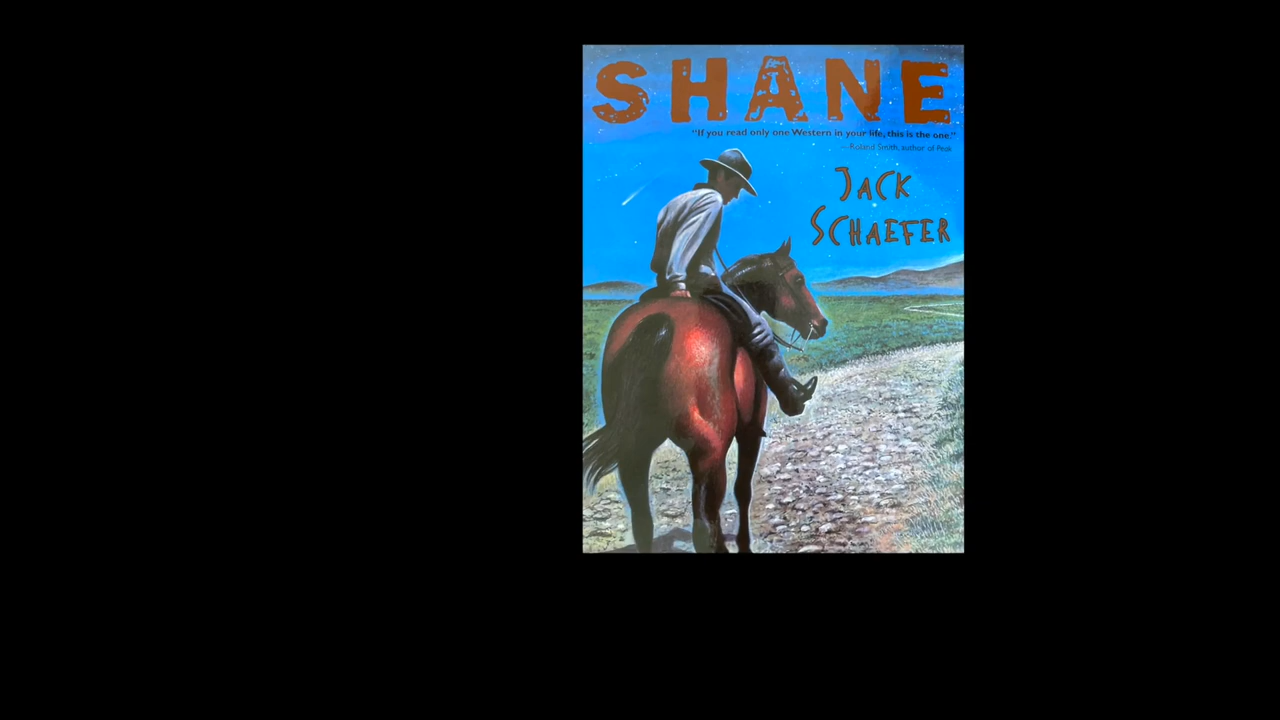 SHANE
"If you read only one Western in your life, this is the one."
—Roland Smith, author of Peak
JACK
SCHAEFER